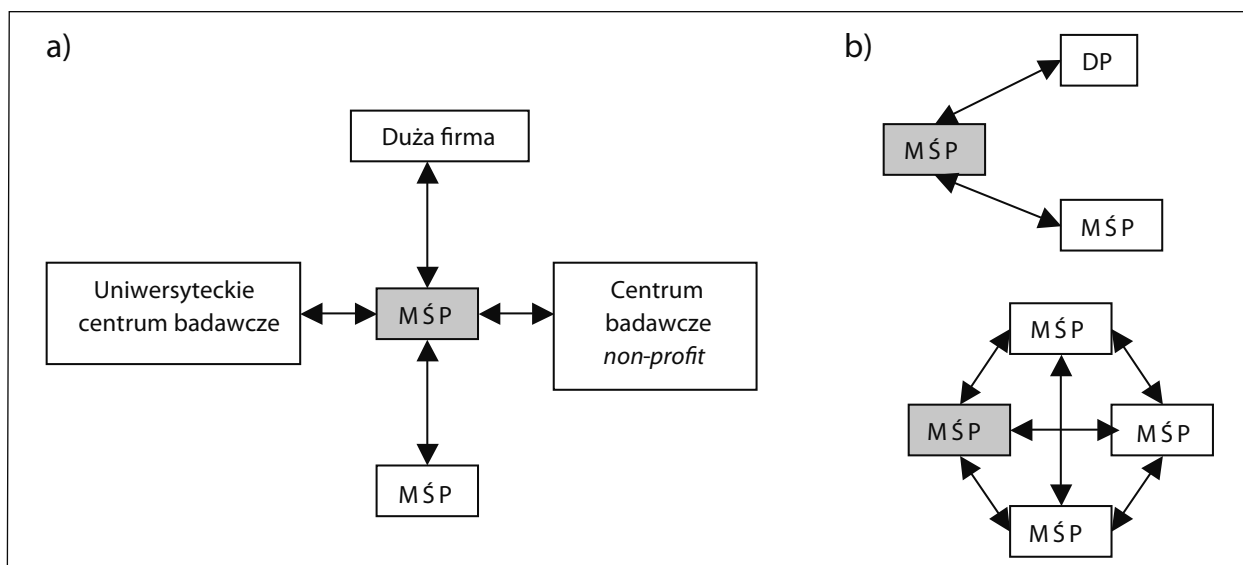 a)
Duża firma
Uniwersyteckie
centrum badawcze
MŚP
Centrum
badawcze
non-profit
MŚP
b)
DP
MŚP
MŚP
MŚP
MŚP
MŚP
MŚP